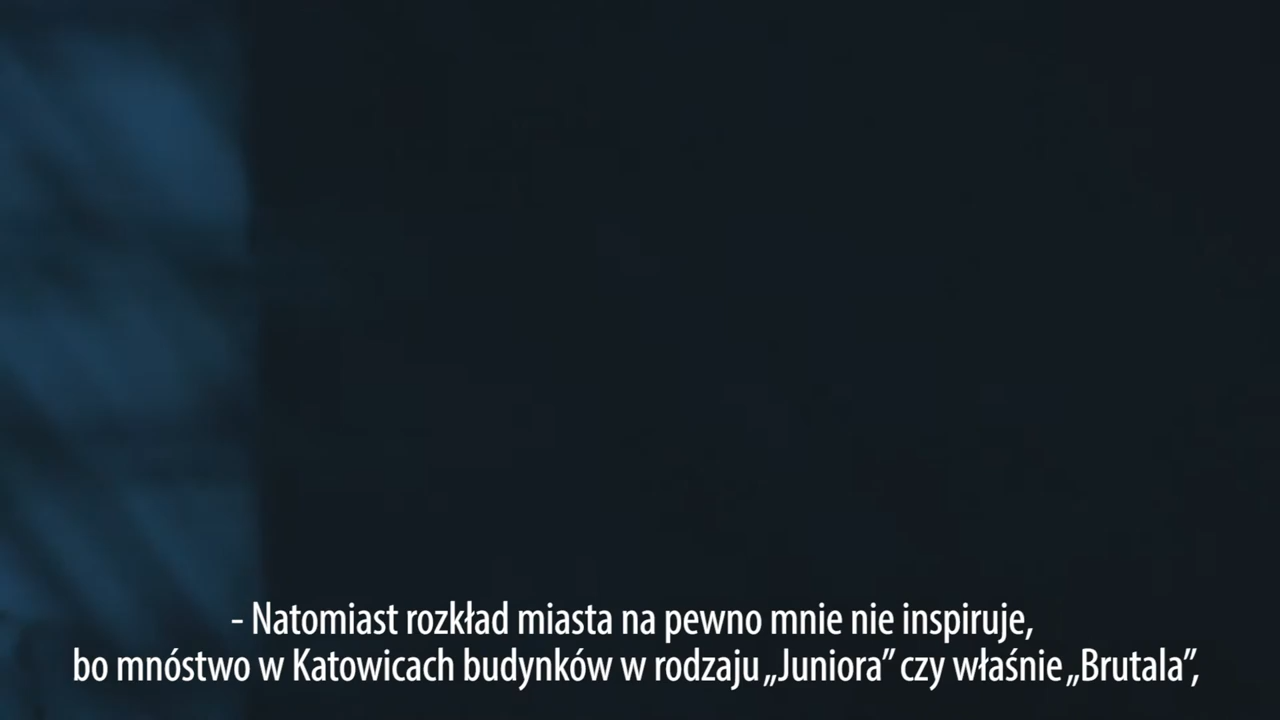 - Natomiast rozkład miasta na pewno mnie nie inspiruje,
bo mnóstwo w Katowicach budynków w rodzaju „Juniora” czy właśnie „Brutala”,